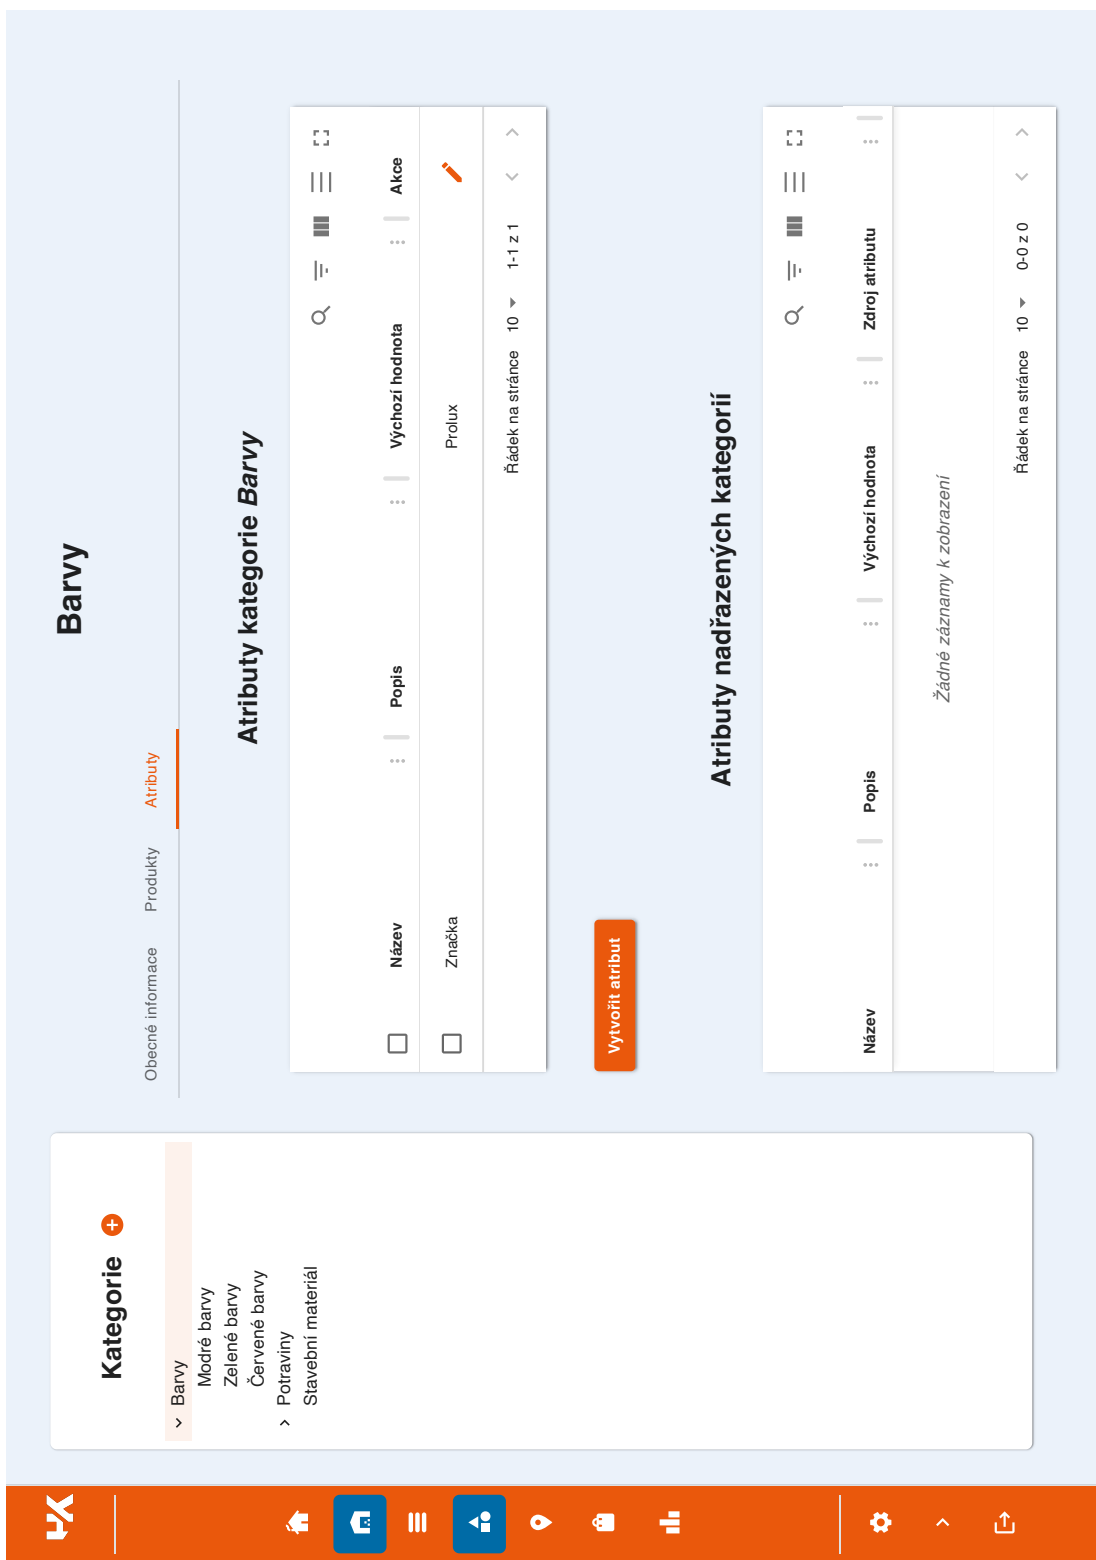 Kategorie
Barvy
Modré barvy
Zelené barvy
Červené barvy
Potraviny
Stavební materiál
Barvy
Obecné informace Produkty Atributy
Atributy kategorie Barvy
Název Popis Výchozí hodnota Akce
Značka Prolux
Řádek na stránce 10 1-1 z 1
Vytvořit atribut
Atributy nadřazených kategorií
Název Popis Výchozí hodnota Zdroj atributu
Žádné záznamy k zobrazení
Řádek na stránce 10 0-0 z 0